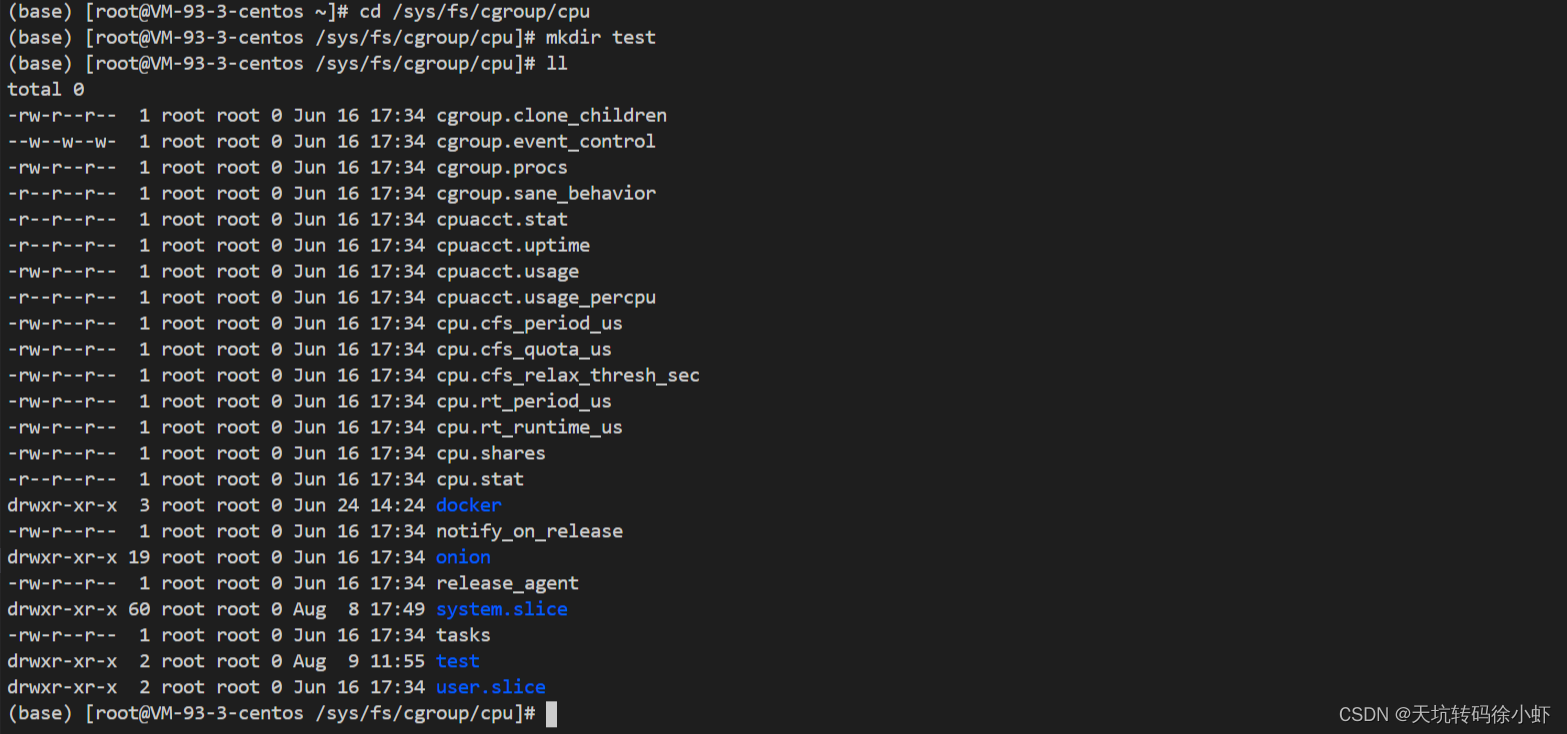 (base) [root@VM-93-3-centos ~]# cd /sys/fs/cgroup/cpu
(base) [root@VM-93-3-centos /sys/fs/cgroup/cpu]# mkdir test
(base) [root@VM-93-3-centos /sys/fs/cgroup/cpu]# ll
total 0
-rw-r--r--  1 root root 0 Jun 16 17:34 cgroup.clone_children
--w--w--w-  1 root root 0 Jun 16 17:34 cgroup.event_control
-rw-r--r--  1 root root 0 Jun 16 17:34 cgroup.procs
-r--r--r--  1 root root 0 Jun 16 17:34 cgroup.sane_behavior
-r--r--r--  1 root root 0 Jun 16 17:34 cpuacct.stat
-r--r--r--  1 root root 0 Jun 16 17:34 cpuacct.uptime
-rw-r--r--  1 root root 0 Jun 16 17:34 cpuacct.usage
-r--r--r--  1 root root 0 Jun 16 17:34 cpuacct.usage_percpu
-rw-r--r--  1 root root 0 Jun 16 17:34 cpu.cfs_period_us
-rw-r--r--  1 root root 0 Jun 16 17:34 cpu.cfs_quota_us
-rw-r--r--  1 root root 0 Jun 16 17:34 cpu.cfs_relax_thresh_sec
-rw-r--r--  1 root root 0 Jun 16 17:34 cpu.rt_period_us
-rw-r--r--  1 root root 0 Jun 16 17:34 cpu.rt_runtime_us
-rw-r--r--  1 root root 0 Jun 16 17:34 cpu.shares
-r--r--r--  1 root root 0 Jun 16 17:34 cpu.stat
drwxr-xr-x  3 root root 0 Jun 24 14:24 docker
-rw-r--r--  1 root root 0 Jun 16 17:34 notify_on_release
drwxr-xr-x 19 root root 0 Jun 16 17:34 onion
-rw-r--r--  1 root root 0 Jun 16 17:34 release_agent
drwxr-xr-x 60 root root 0 Aug  8 17:49 system.slice
-rw-r--r--  1 root root 0 Jun 16 17:34 tasks
drwxr-xr-x  2 root root 0 Aug  9 11:55 test
drwxr-xr-x  2 root root 0 Jun 16 17:34 user.slice
(base) [root@VM-93-3-centos /sys/fs/cgroup/cpu]#
CSDN @天坑转码徐小虾